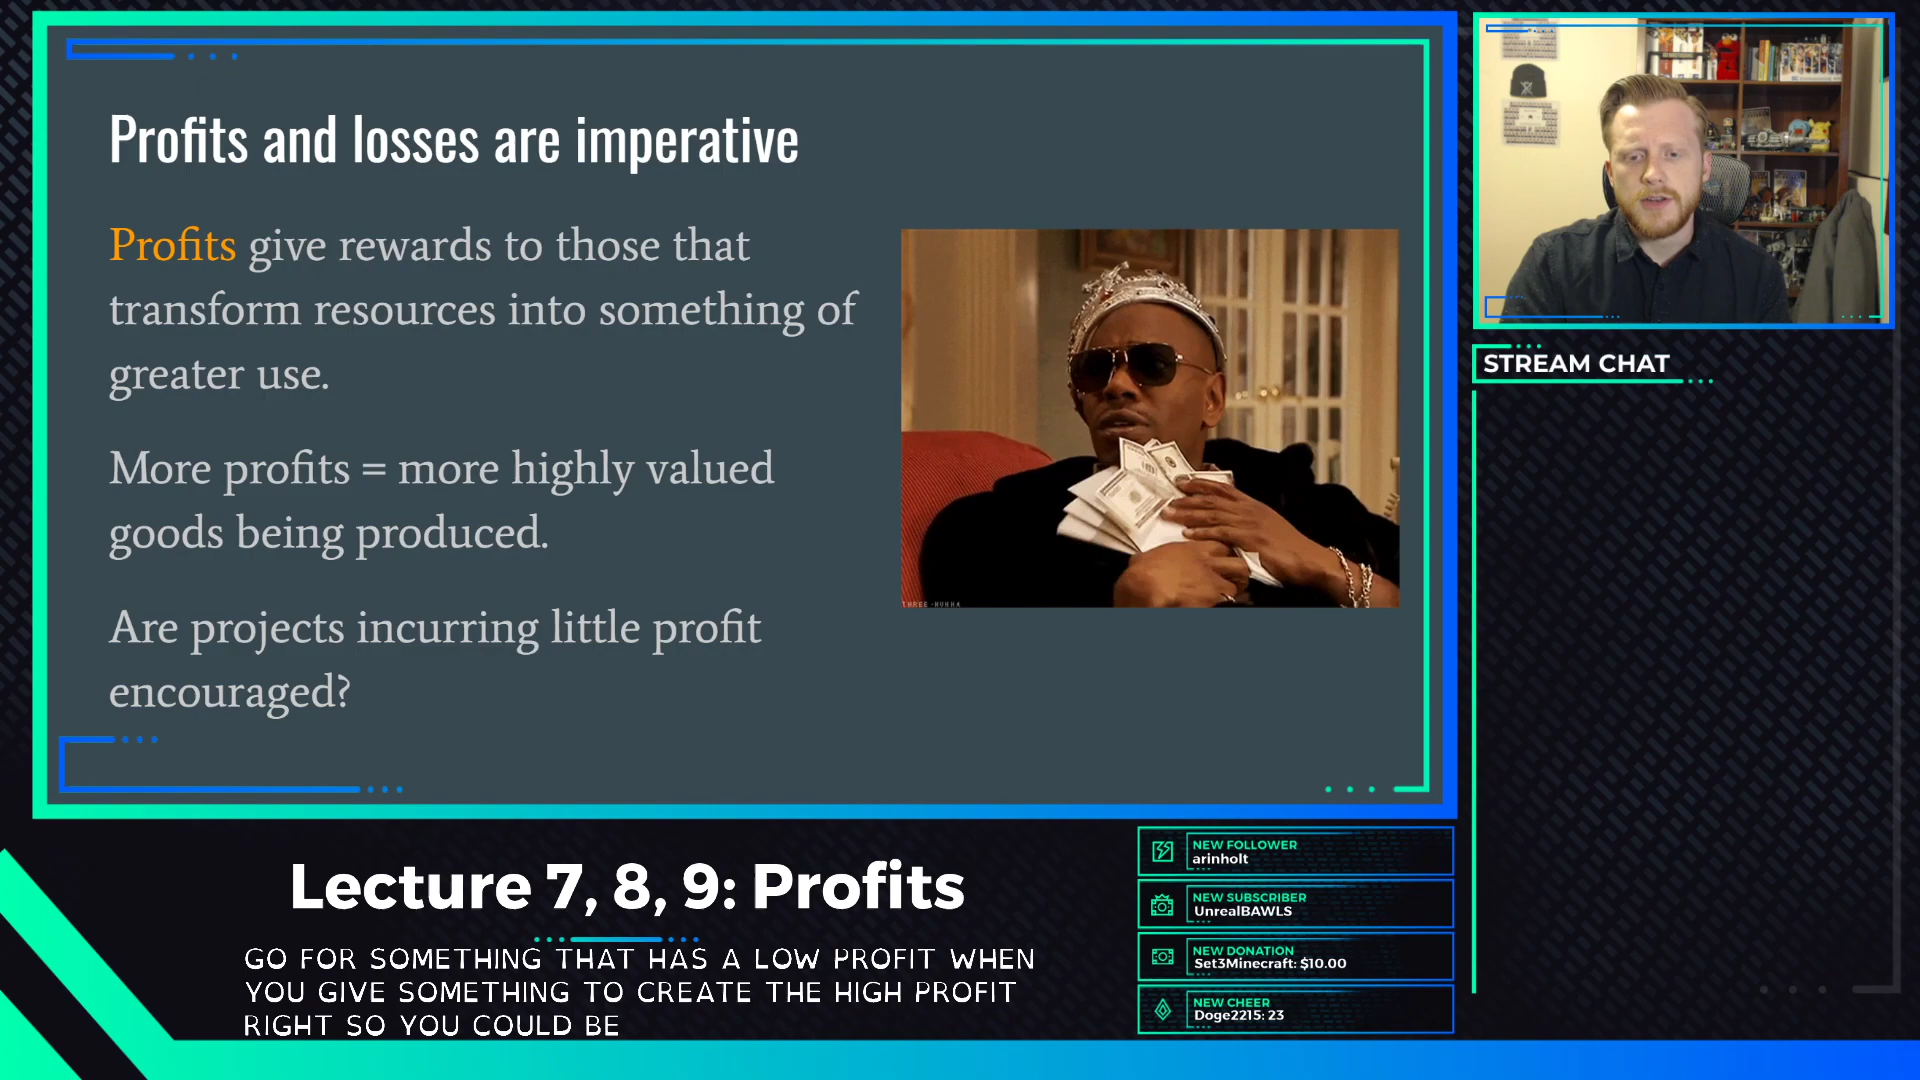 Profits and losses are imperative
Profits give rewards to those that
transform resources into something of
greater use.
More profits = more highly valued
goods being produced.
Are projects incurring little profit
encouraged?
STREAM CHAT
Lecture 7, 8, 9: Profits
GO FOR SOMETHING THAT HAS A LOW PROFIT WHEN
YOU GIVE SOMETHING TO CREATE THE HIGH PROFIT
RIGHT SO YOU COULD BE
NEW FOLLOWER
arinholt
NEW SUBSCRIBER
UnrealBAWLS
NEW DONATION
Set3Minecraft: $10.00
NEW CHEER
Doge2215: 23